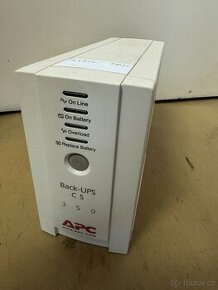 On Line
On Battery
Overload
Replace Battery
Back-UPS
CS
350
APC